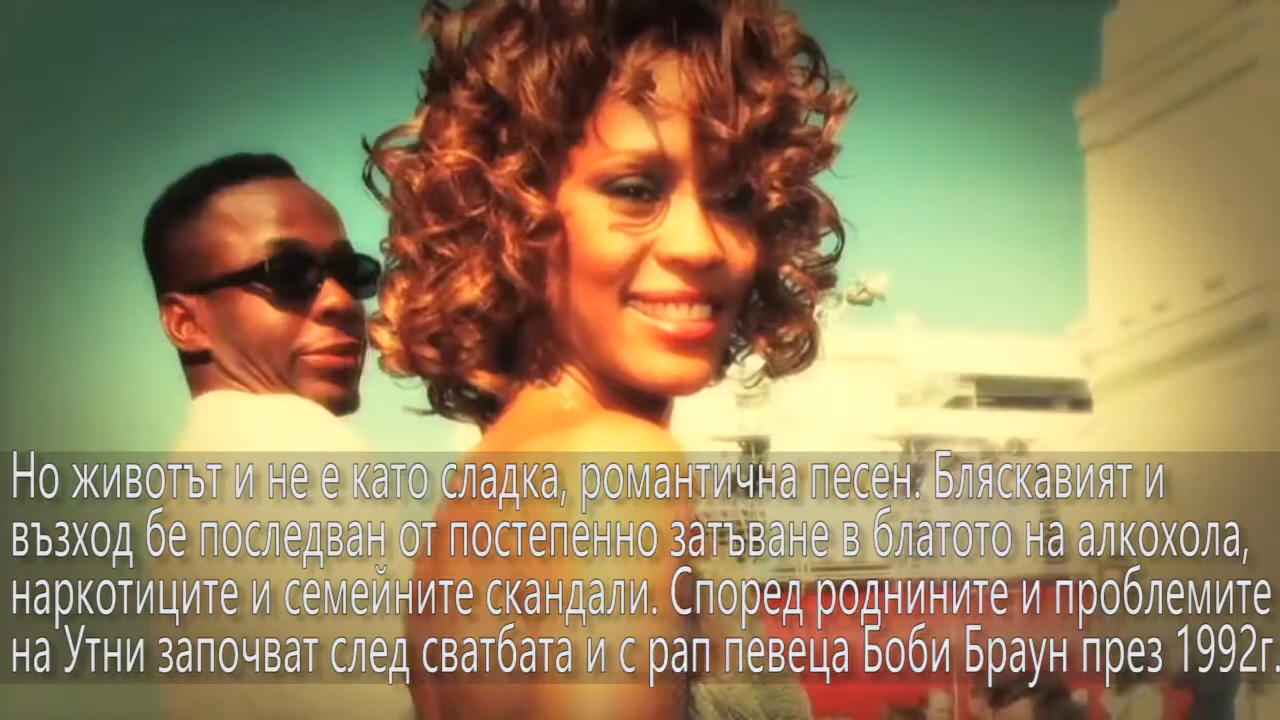 Но животът и не е като сладка, романтична песен. Бляскавият и
възход бе последван от постепенно затъване в блатото на алкохола,
наркотиците и семейните скандали. Според роднините и проблемите
на Утни започват след сватбата и с рап певеца Боби Браун през 1992г.